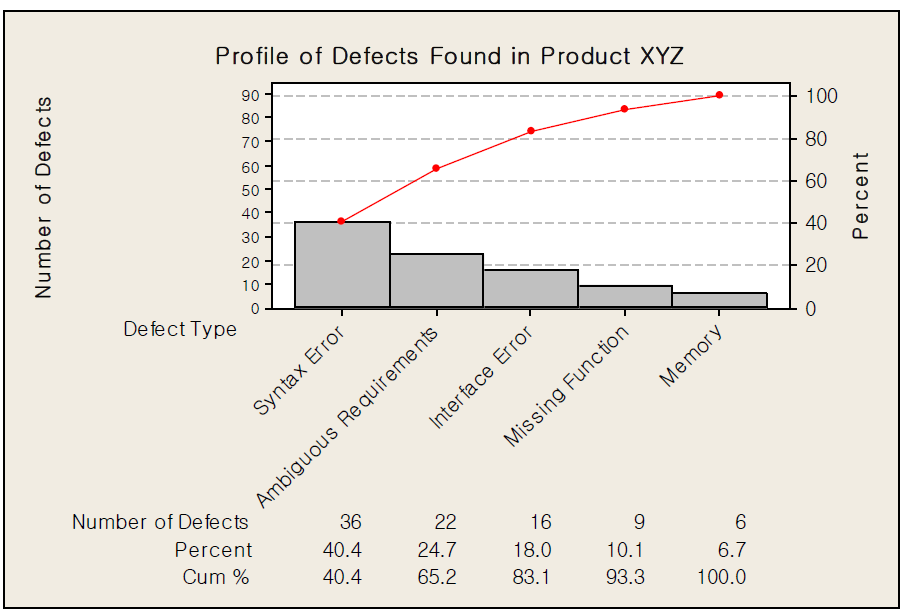 Profile of Defects Found in Product XYZ
Number of Defects
90
80
70
60
50
40
30
20
10
0
100
80
60
40
20
0
Percent
Defect Type
Syntax Error
Ambiguous Requirements
Interface Error
Missing Function
Memory
Number of Defects 36 22 16 9 6
Percent 40.4 24.7 18.0 10.1 6.7
Cum % 40.4 65.2 83.1 93.3 100.0